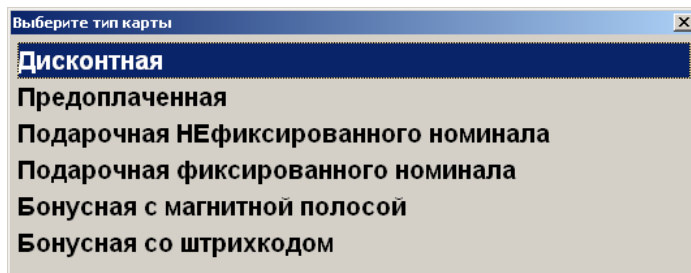 Выберите тип карты
Дисконтная
Предоплаченная
Подарочная НЕфиксированного номинала
Подарочная фиксированного номинала
Бонусная с магнитной полосой
Бонусная со штрихкодом